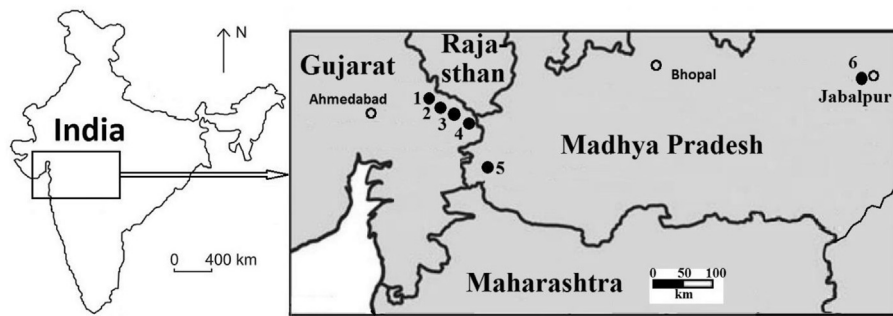 N
India
0 400 km
Gujarat
Raja-
sthan
Ahmedabad
1
2
3
4
5
Bhopal
6
Jabalpur
Madhya Pradesh
Maharashtra
0 50 100
km